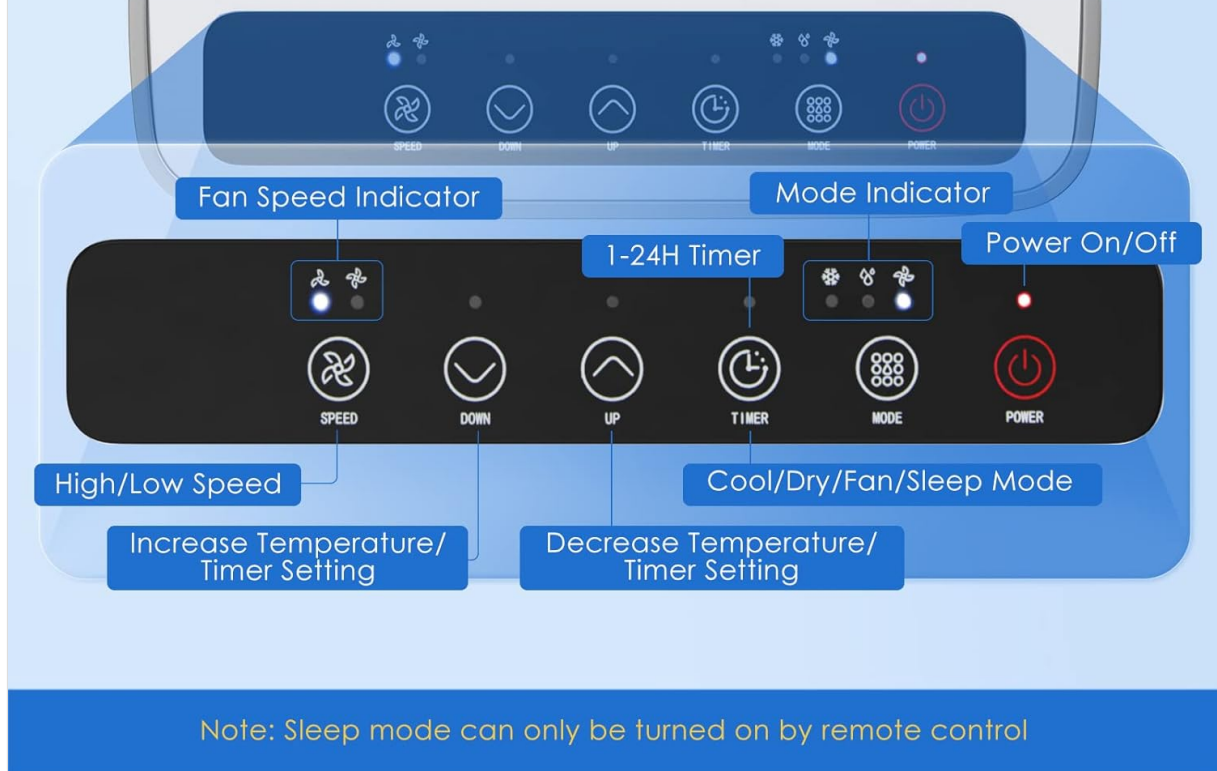 SPEED
DOWN
UP
TIMER
MODE
POWER
Fan Speed Indicator
Mode Indicator
1-24H Timer
Power On/Off
SPEED
DOWN
UP
TIMER
MODE
POWER
High/Low Speed
Cool/Dry/Fan/Sleep Mode
Increase Temperature/
Timer Setting
Decrease Temperature/
Timer Setting
Note: Sleep mode can only be turned on by remote control